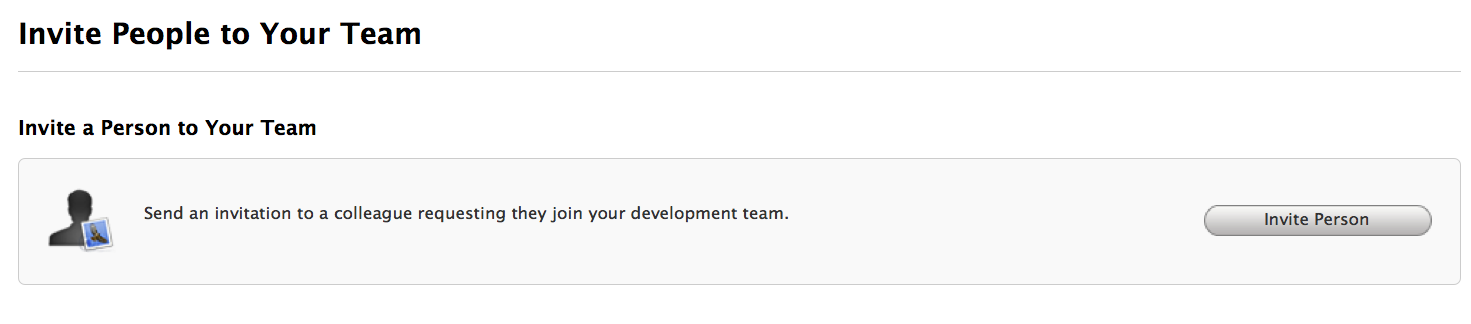 Invite People to Your Team
Invite a Person to Your Team
Send an invitation to a colleague requesting they join your development team.
Invite Person